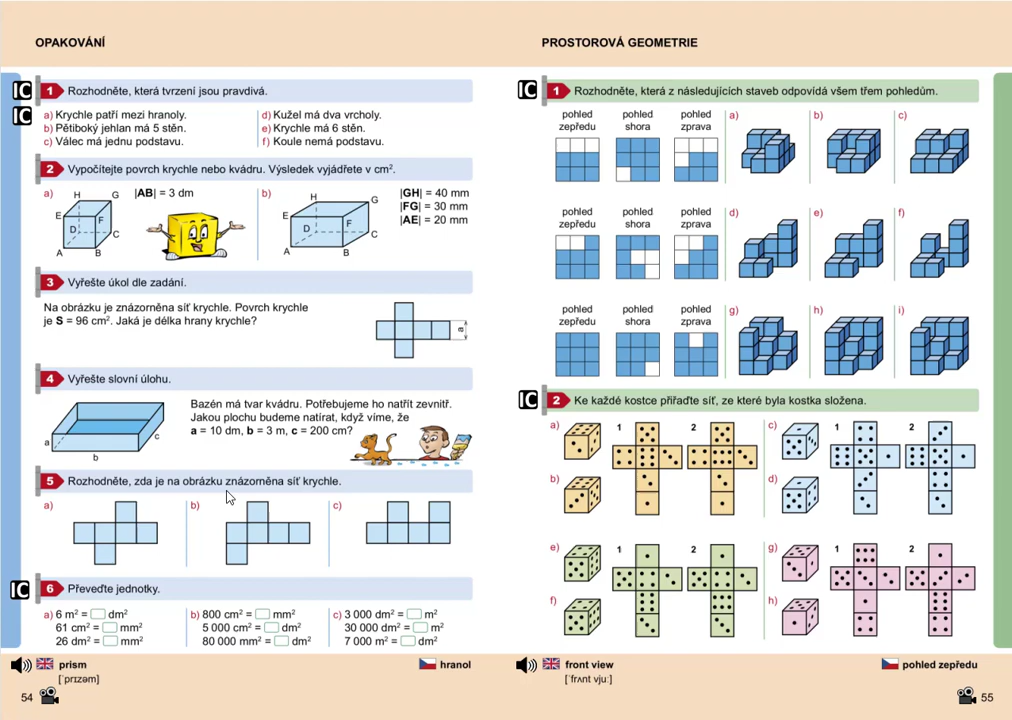 OPAKOVÁNÍ
IC
1 Rozhodněte, která tvrzení jsou pravdivá.
IC
a) Krychle patří mezi hranoly.
b) Pětiboký jehlan má 5 stěn.
c) Válec má jednu podstavu.
d) Kužel má dva vrcholy.
e) Krychle má 6 stěn.
f) Koule nemá podstavu.
2 Vypočítejte povrch krychle nebo kvádru. Výsledek vyjádřete v cm².
a)
H G
E F
D C
A B
|AB| = 3 dm
b)
H G
E F
D C
A B
|GH| = 40 mm
|FG| = 30 mm
|AE| = 20 mm
3 Vyřešte úkol dle zadání.
Na obrázku je znázorněna síť krychle. Povrch krychle
je S = 96 cm². Jaká je délka hrany krychle?
a
4 Vyřešte slovní úlohu.
a b c
Bazén má tvar kvádru. Potřebujeme ho natřít zevnitř.
Jakou plochu budeme natírat, když víme, že
a = 10 dm, b = 3 m, c = 200 cm?
5 Rozhodněte, zda je na obrázku znázorněna síť krychle.
a) b) c)
IC
6 Převeďte jednotky.
a) 6 m² = dm²
61 cm² = mm²
26 dm² = mm²
b) 800 cm² = mm²
5 000 cm² = dm²
80 000 mm² = dm²
c) 3 000 dm² = m²
30 000 dm² = m²
7 000 m² = dm²
prism
[ˈprɪzəm]
hranol
54
PROSTOROVÁ GEOMETRIE
IC
1 Rozhodněte, která z následujících staveb odpovídá všem třem pohledům.
pohled zepředu
pohled shora
pohled zprava
a) b) c)
pohled zepředu
pohled shora
pohled zprava
d) e) f)
pohled zepředu
pohled shora
pohled zprava
g) h) i)
IC
2 Ke každé kostce přiřaďte síť, ze které byla kostka složena.
a) 1 2
b)
c) 1 2
d)
e) 1 2
f)
g) 1 2
h)
front view
[ˈfrʌnt vjuː]
pohled zepředu
55